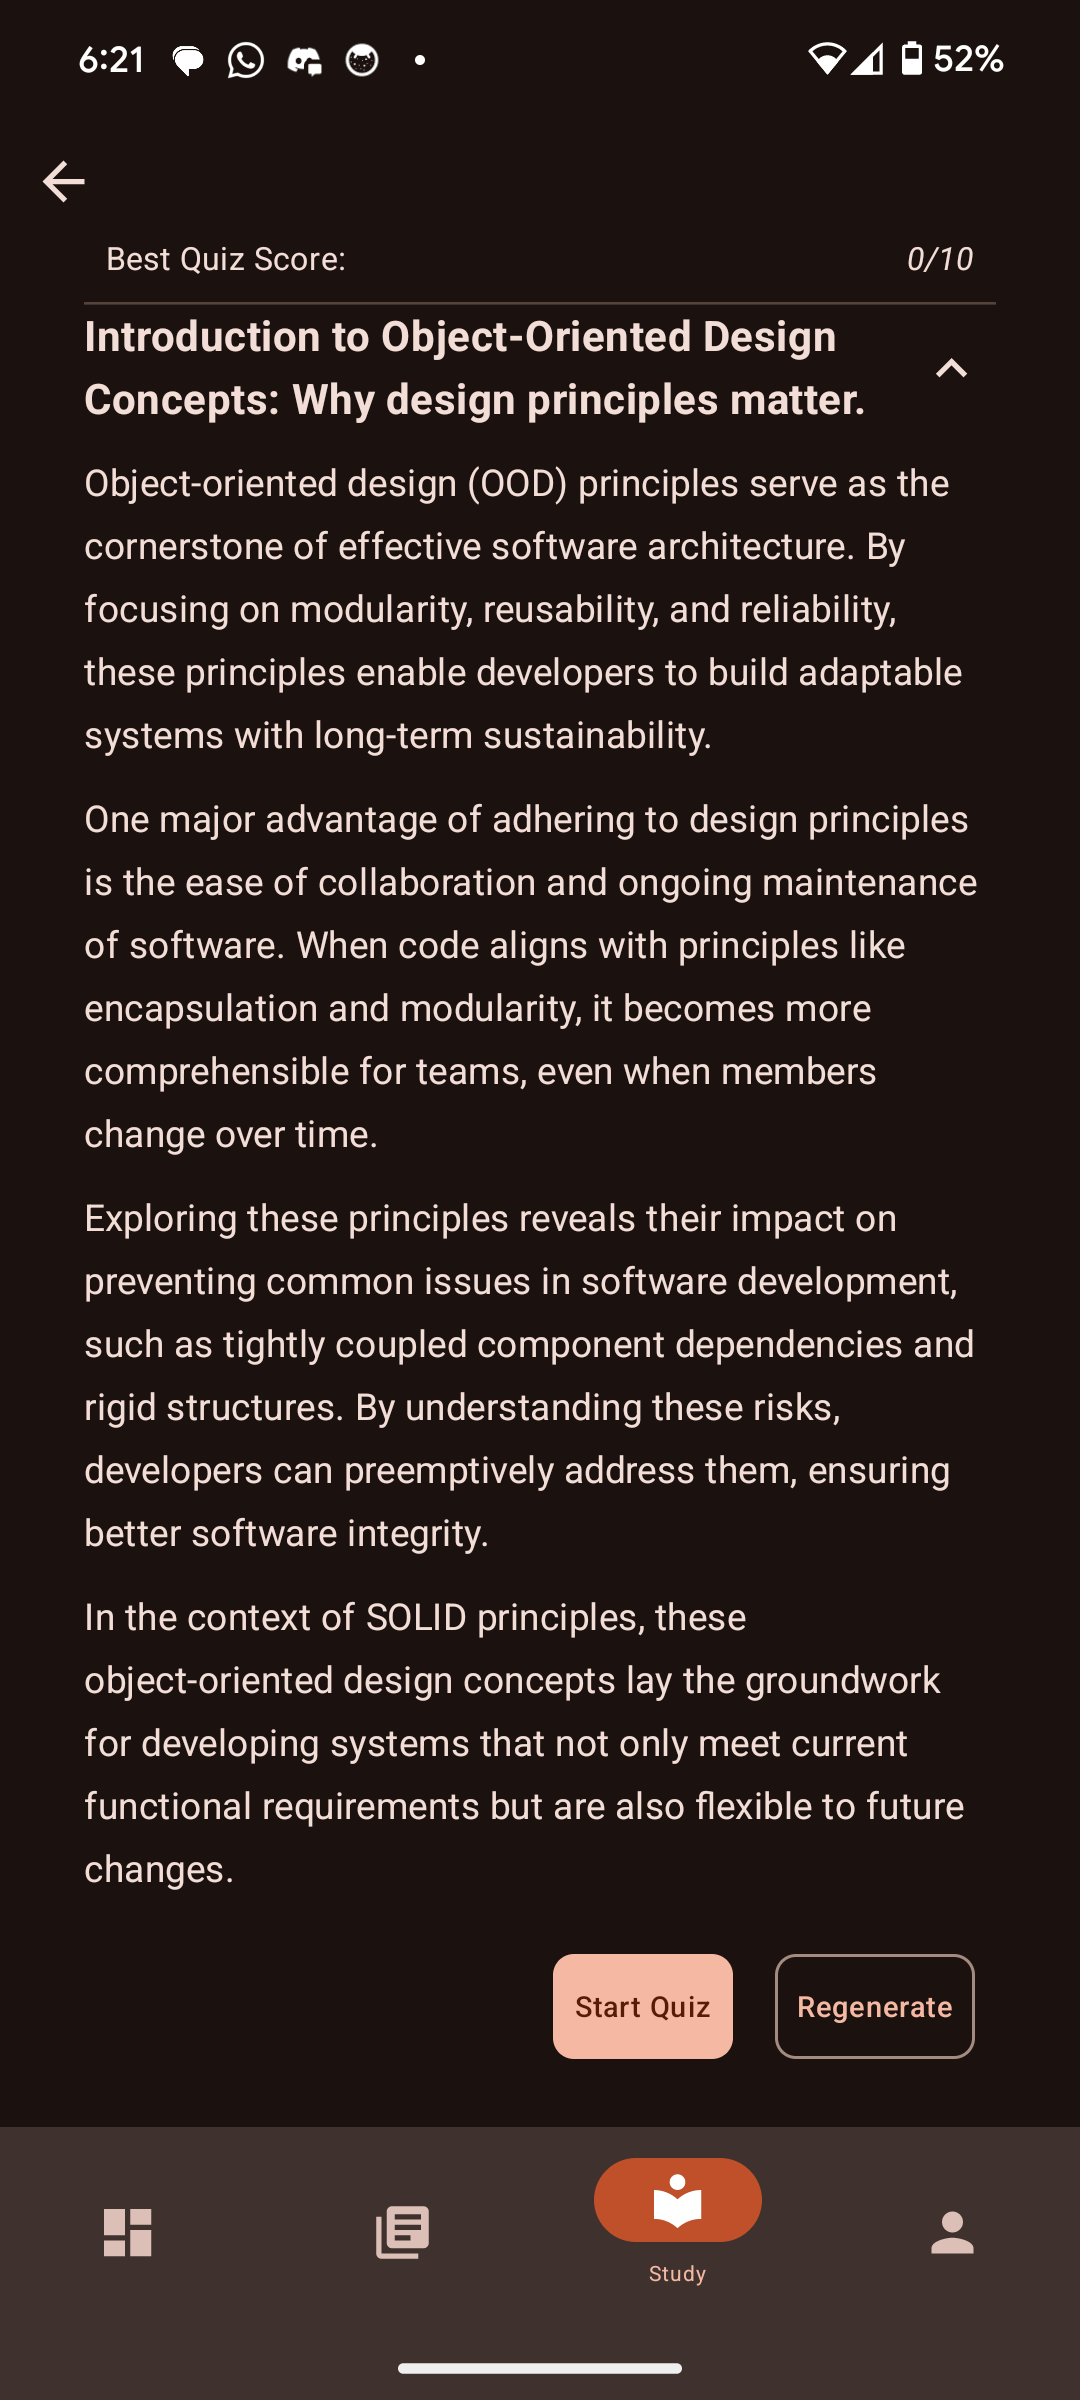 6:21
52%
Best Quiz Score:
0/10
Introduction to Object-Oriented Design
Concepts: Why design principles matter.
Object-oriented design (OOD) principles serve as the
cornerstone of effective software architecture. By
focusing on modularity, reusability, and reliability,
these principles enable developers to build adaptable
systems with long-term sustainability.
One major advantage of adhering to design principles
is the ease of collaboration and ongoing maintenance
of software. When code aligns with principles like
encapsulation and modularity, it becomes more
comprehensible for teams, even when members
change over time.
Exploring these principles reveals their impact on
preventing common issues in software development,
such as tightly coupled component dependencies and
rigid structures. By understanding these risks,
developers can preemptively address them, ensuring
better software integrity.
In the context of SOLID principles, these
object-oriented design concepts lay the groundwork
for developing systems that not only meet current
functional requirements but are also flexible to future
changes.
Start Quiz
Regenerate
Study